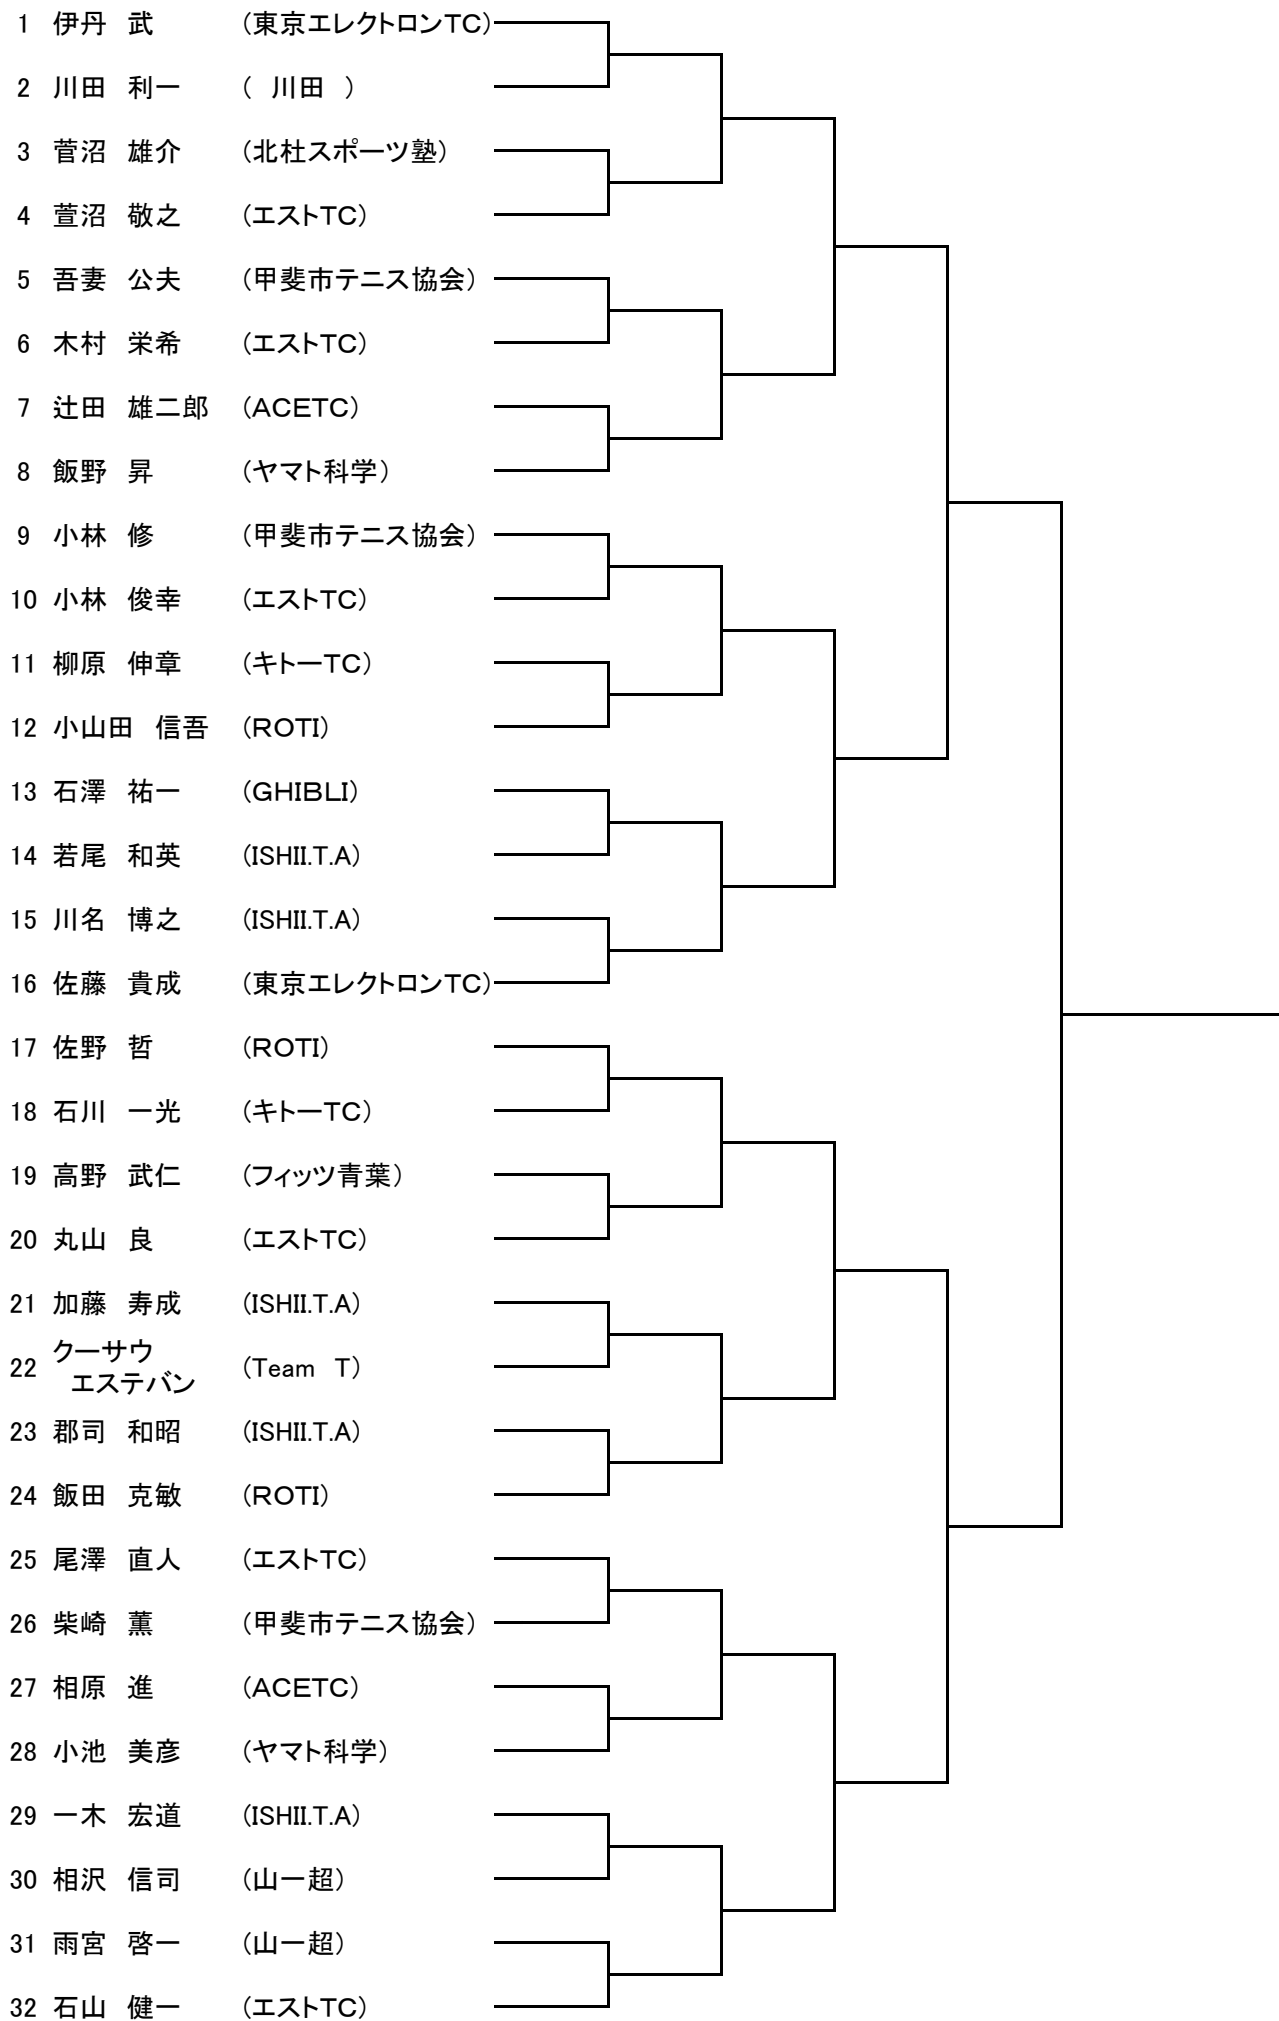 1 伊丹 武 (東京エレクトロンTC)
2 川田 利一 ( 川田 )
3 菅沼 雄介 (北杜スポーツ塾)
4 萱沼 敬之 (エストTC)
5 吾妻 公夫 (甲斐市テニス協会)
6 木村 栄希 (エストTC)
7 辻田 雄二郎 (ACETC)
8 飯野 昇 (ヤマト科学)
9 小林 修 (甲斐市テニス協会)
10 小林 俊幸 (エストTC)
11 柳原 伸章 (キトーTC)
12 小山田 信吾 (ROTI)
13 石澤 祐一 (GHIBLI)
14 若尾 和英 (ISHII.T.A)
15 川名 博之 (ISHII.T.A)
16 佐藤 貴成 (東京エレクトロンTC)
17 佐野 哲 (ROTI)
18 石川 一光 (キトーTC)
19 高野 武仁 (フィッツ青葉)
20 丸山 良 (エストTC)
21 加藤 寿成 (ISHII.T.A)
クーサウ
22 エステバン (Team T)
23 郡司 和昭 (ISHII.T.A)
24 飯田 克敏 (ROTI)
25 尾澤 直人 (エストTC)
26 柴崎 薫 (甲斐市テニス協会)
27 相原 進 (ACETC)
28 小池 美彦 (ヤマト科学)
29 一木 宏道 (ISHII.T.A)
30 相沢 信司 (山一超)
31 雨宮 啓一 (山一超)
32 石山 健一 (エストTC)